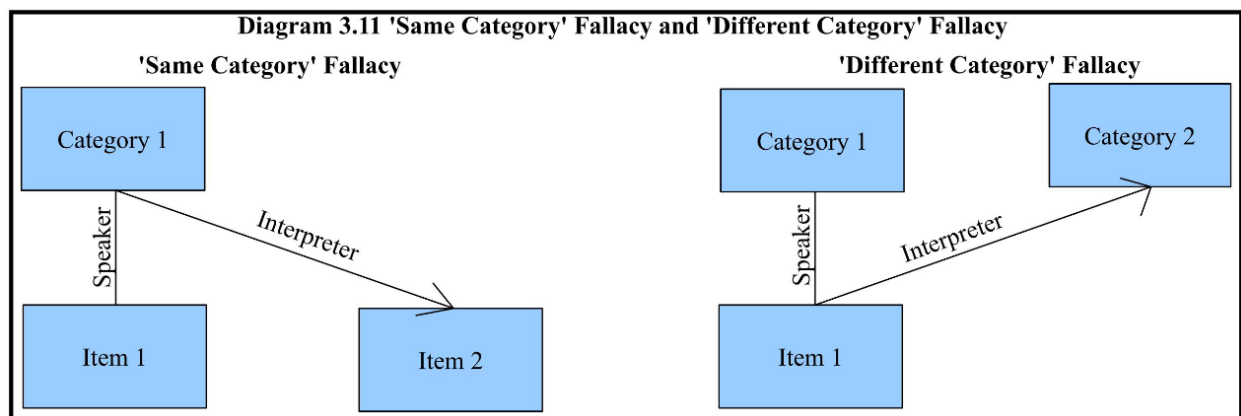 Diagram 3.11 'Same Category' Fallacy and 'Different Category' Fallacy
'Same Category' Fallacy
Category 1
Speaker
Interpreter
Item 1
Item 2
'Different Category' Fallacy
Category 1
Category 2
Speaker
Interpreter
Item 1